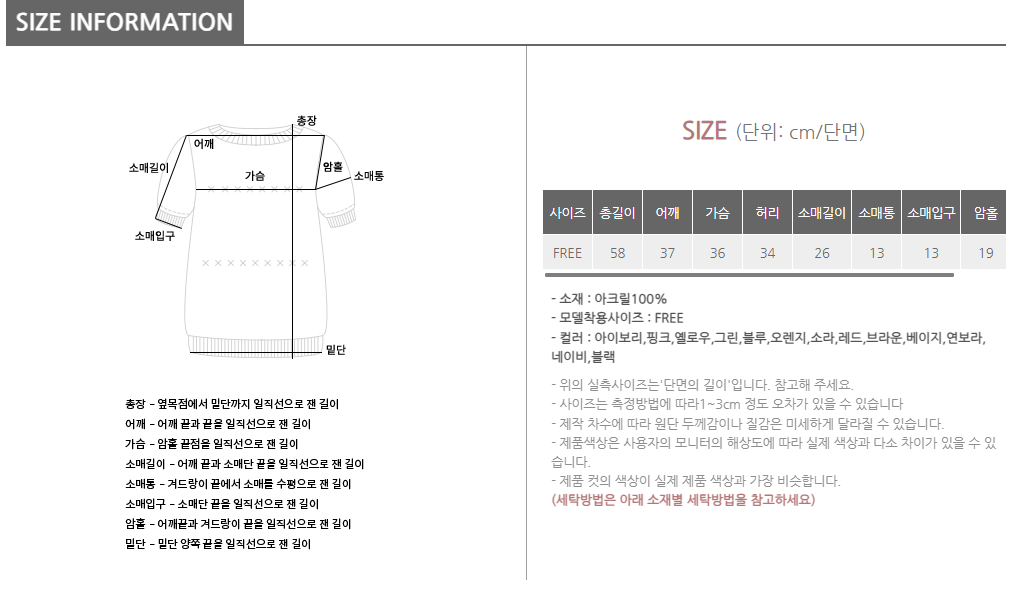 SIZE INFORMATION
총장
어깨
소매길이
암홀
가슴
소매통
소매입구
밑단
총장 - 옆목점에서 밑단까지 일직선으로 잰 길이
어깨 - 어깨 끝과 끝을 일직선으로 잰 길이
가슴 - 암홀 끝점을 일직선으로 잰 길이
소매길이 - 어깨 끝과 소매단 끝을 일직선으로 잰 길이
소매통 - 겨드랑이 끝에서 소매를 수평으로 잰 길이
소매입구 - 소매단 끝을 일직선으로 잰 길이
암홀 - 어깨끝과 겨드랑이 끝을 일직선으로 잰 길이
밑단 - 밑단 양쪽 끝을 일직선으로 잰 길이
SIZE (단위: cm/단면)
사이즈 총길이 어깨 가슴 허리 소매길이 소매통 소매입구 암홀
FREE 58 37 36 34 26 13 13 19
- 소재 : 아크릴100%
- 모델착용사이즈 : FREE
- 컬러 : 아이보리,핑크,옐로우,그린,블루,오렌지,소라,레드,브라운,베이지,연보라,
네이비,블랙
- 위의 실측사이즈는'단면의 길이'입니다. 참고해 주세요.
- 사이즈는 측정방법에 따라1~3cm 정도 오차가 있을 수 있습니다
- 제작 차수에 따라 원단 두께감이나 질감은 미세하게 달라질 수 있습니다.
- 제품색상은 사용자의 모니터의 해상도에 따라 실제 색상과 다소 차이가 있을 수 있
습니다.
- 제품 컷의 색상이 실제 제품 색상과 가장 비슷합니다.
(세탁방법은 아래 소재별 세탁방법을 참고하세요)